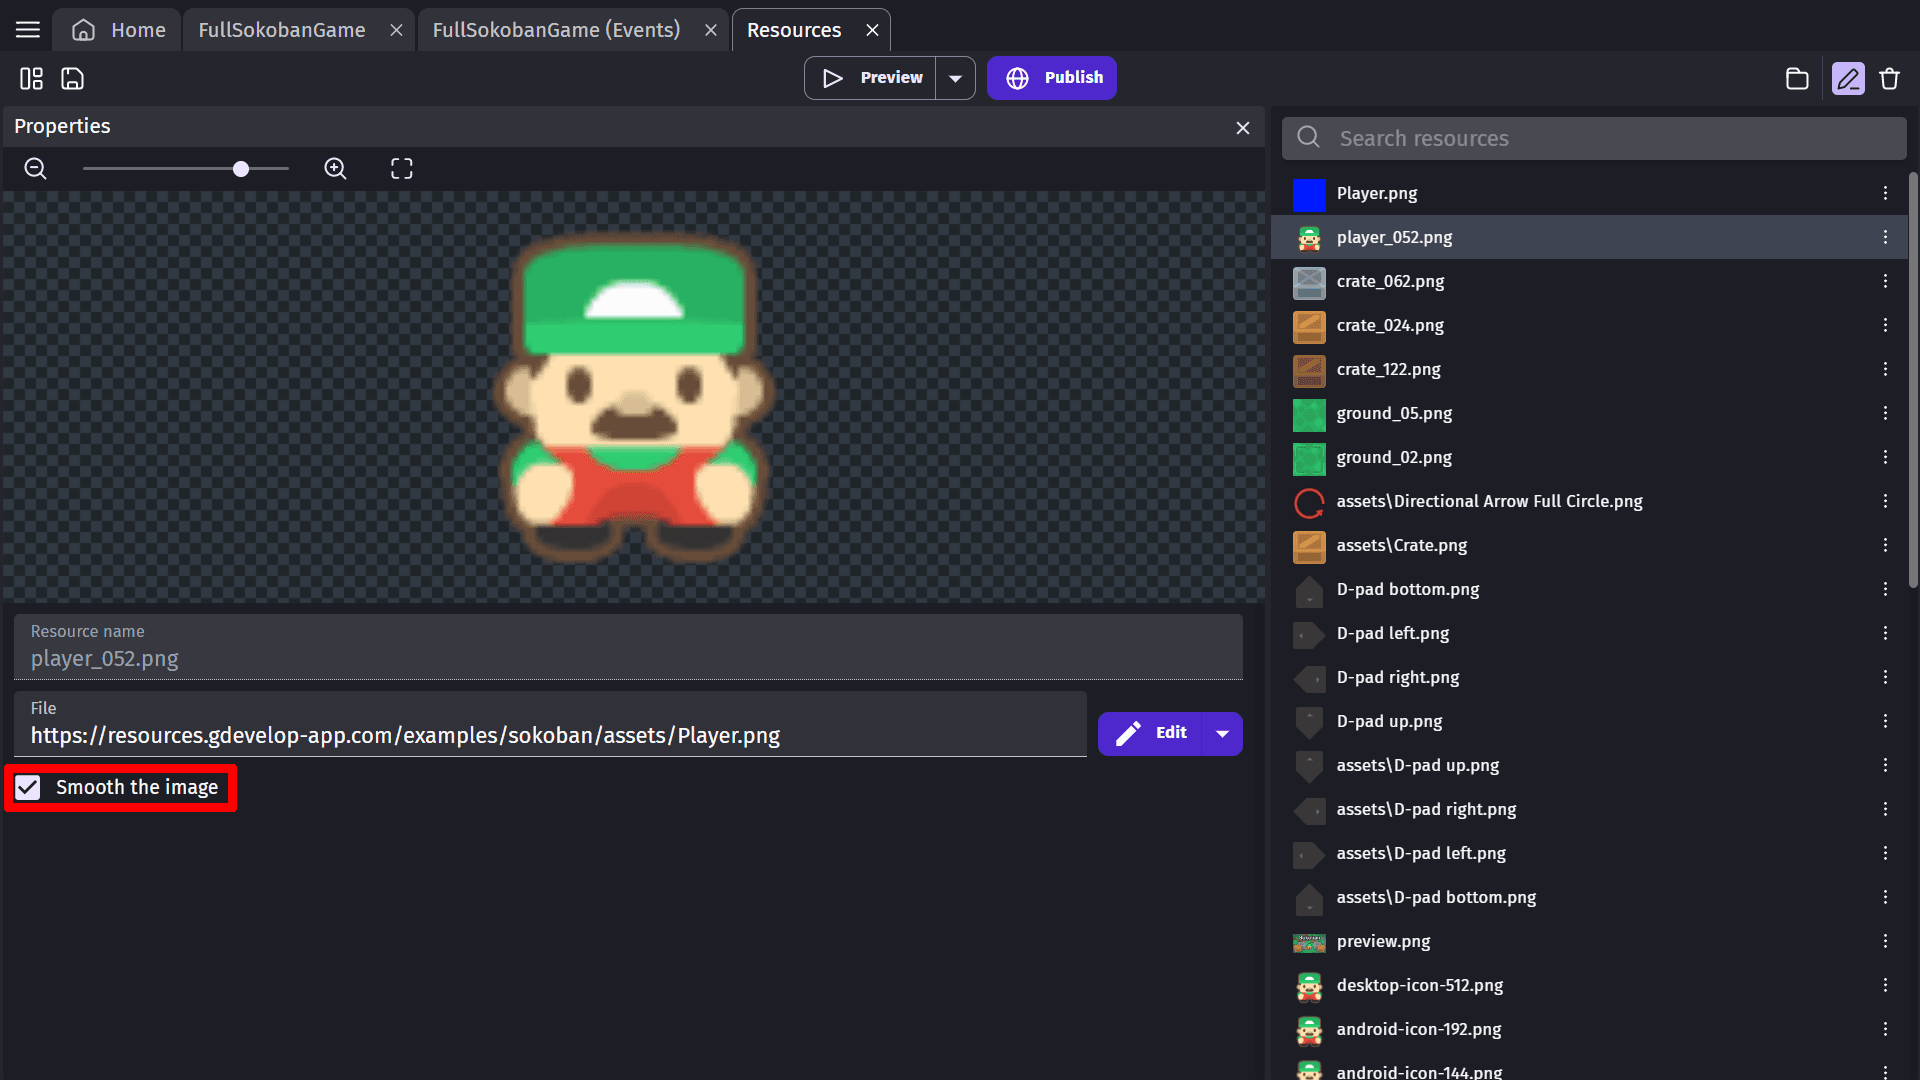 Home
FullSokobanGame
FullSokobanGame (Events)
Resources
Preview
Publish
Properties
Resource name
player_052.png
File
https://resources.gdevelop-app.com/examples/sokoban/assets/Player.png
Edit
Smooth the image
Search resources
Player.png
player_052.png
crate_062.png
crate_024.png
crate_122.png
ground_05.png
ground_02.png
assets\Directional Arrow Full Circle.png
assets\Crate.png
D-pad bottom.png
D-pad left.png
D-pad right.png
D-pad up.png
assets\D-pad up.png
assets\D-pad right.png
assets\D-pad left.png
assets\D-pad bottom.png
preview.png
desktop-icon-512.png
android-icon-192.png
android-icon-144.png